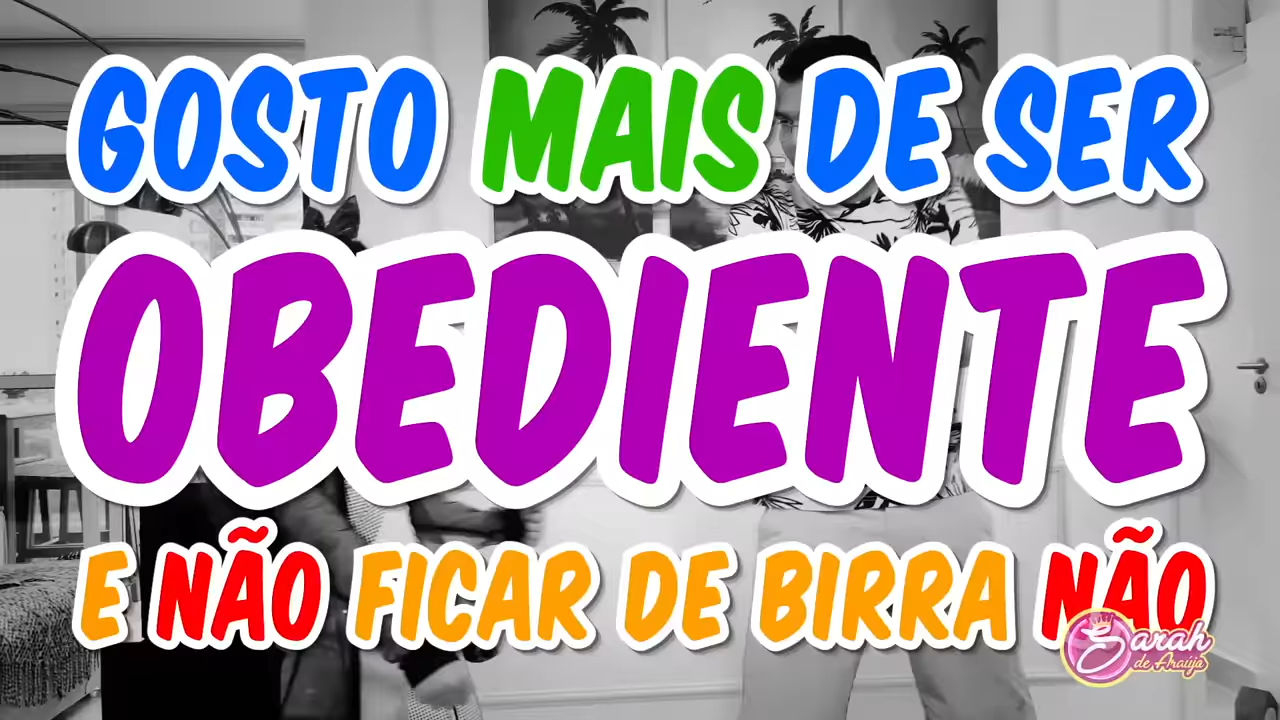 GOSTO MAIS DE SER
OBEDIENTE
E NÃO FICAR DE BIRRA NÃO
Sarah
de Araújo